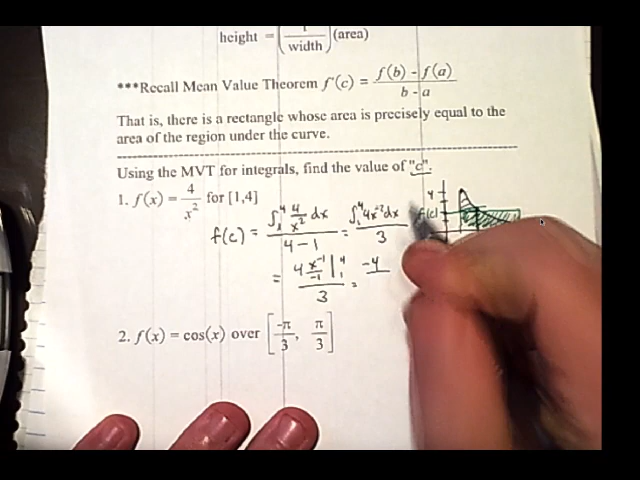 height = (1/width)(area)
***Recall Mean Value Theorem f'(c) = (f(b) - f(a))/(b - a)
That is, there is a rectangle whose area is precisely equal to the
area of the region under the curve.
Using the MVT for integrals, find the value of "c".
1. f(x) = 4/x² for [1,4]
4
f(c)
f(c) = (∫₁⁴ 4/x² dx)/(4 - 1) = (∫₁⁴ 4x⁻² dx)/3
= (4 x⁻¹/-1 |₁⁴)/3 = -4
2. f(x) = cos(x) over [-π/3, π/3]